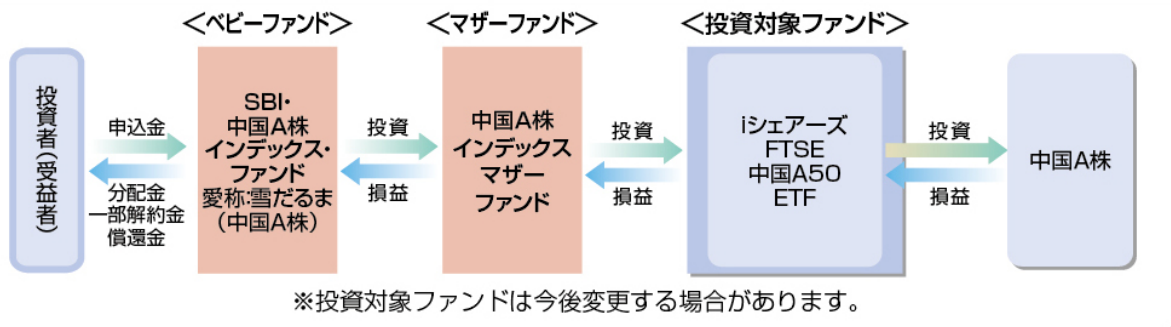 ＜ベビーファンド＞
＜マザーファンド＞
＜投資対象ファンド＞
投資者（受益者）
申込金
分配金
一部解約金
償還金
SBI・
中国A株
インデックス・
ファンド
愛称：雪だるま
（中国A株）
投資
損益
中国A株
インデックス
マザー
ファンド
投資
損益
iシェアーズ
FTSE
中国A50
ETF
投資
損益
中国A株
※投資対象ファンドは今後変更する場合があります。